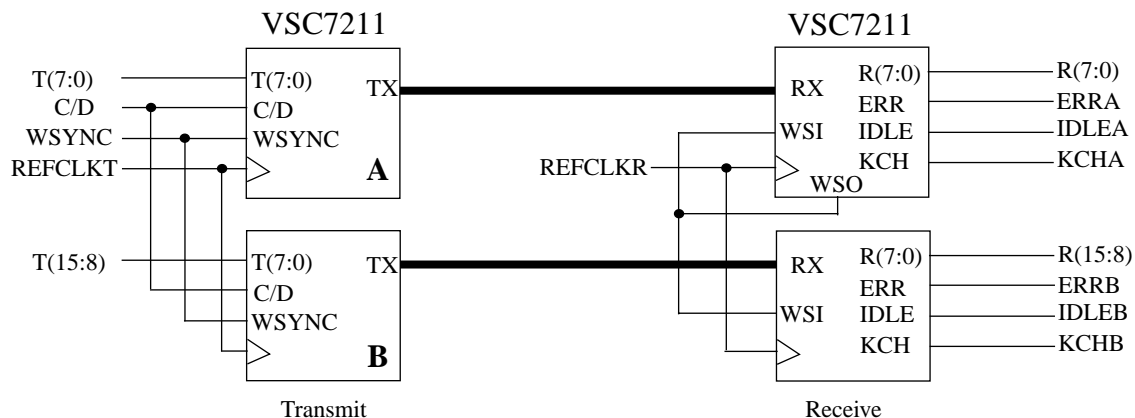 VSC7211
VSC7211
T(7:0)
C/D
WSYNC
REFCLKT
T(7:0)
C/D
WSYNC
TX
A
REFCLKR
RX
WSI
WSO
R(7:0)
ERR
IDLE
KCH
R(7:0)
ERRA
IDLEA
KCHA
T(15:8)
T(7:0)
C/D
WSYNC
TX
B
RX
WSI
R(7:0)
ERR
IDLE
KCH
R(15:8)
ERRB
IDLEB
KCHB
Transmit
Receive